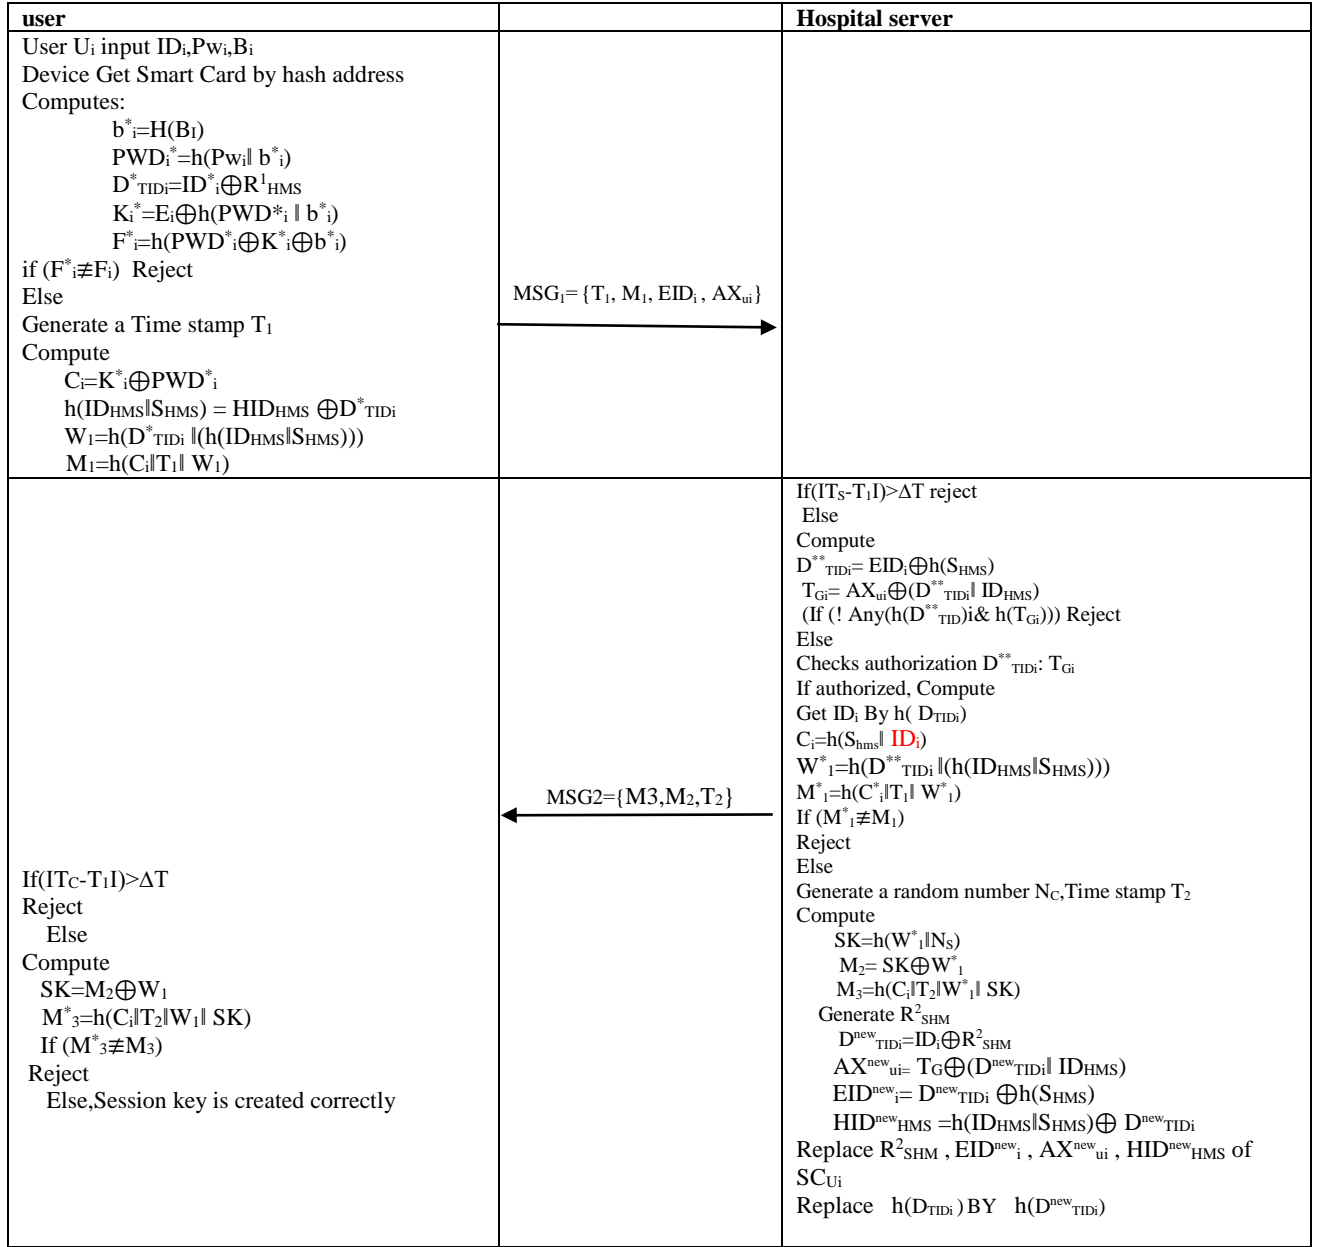 user
Hospital server
User Ui input IDi,Pwi,Bi
Device Get Smart Card by hash address
Computes:
b*i=H(BI)
PWDi*=h(Pwi‖ b*i)
D*TIDi=ID*i⊕R1HMS
Ki*=Ei⊕h(PWD*i ‖ b*i)
F*i=h(PWD*i⊕K*i⊕b*i)
if (F*i≢Fi) Reject
Else
Generate a Time stamp T1
Compute
Ci=K*i⊕PWD*i
h(IDHMS‖SHMS) = HIDHMS ⊕D*TIDi
W1=h(D*TIDi ‖(h(IDHMS‖SHMS)))
M1=h(Ci‖T1‖ W1)
MSG1={T1, M1, EIDi , AXui}
If(ITS-T1I)>ΔT reject
Else
Compute
D**TIDi= EIDi⊕h(SHMS)
TGi= AXui⊕(D**TIDi‖ IDHMS)
(If (! Any(h(D**TID)i& h(TGi))) Reject
Else
Checks authorization D**TIDi: TGi
If authorized, Compute
Get IDi By h( DTIDi)
Ci=h(Shms‖ IDi)
W*1=h(D**TIDi ‖(h(IDHMS‖SHMS)))
M*1=h(C*i‖T1‖ W*1)
If (M*1≢M1)
Reject
Else
Generate a random number NC,Time stamp T2
Compute
SK=h(W*1‖NS)
M2= SK⊕W*1
M3=h(Ci‖T2‖W*1‖ SK)
Generate R2SHM
DnewTIDi=IDi⊕R2SHM
AXnewui= TG⊕(DnewTIDi‖ IDHMS)
EIDnewi= DnewTIDi ⊕h(SHMS)
HIDnewHMS =h(IDHMS‖SHMS)⊕ DnewTIDi
Replace R2SHM , EIDnewi , AXnewui , HIDnewHMS of
SCUi
Replace h(DTIDi) BY h(DnewTIDi)
MSG2={M3,M2,T2}
If(ITC-T1I)>ΔT
Reject
Else
Compute
SK=M2⊕W1
M*3=h(Ci‖T2‖W1‖ SK)
If (M*3≢M3)
Reject
Else,Session key is created correctly